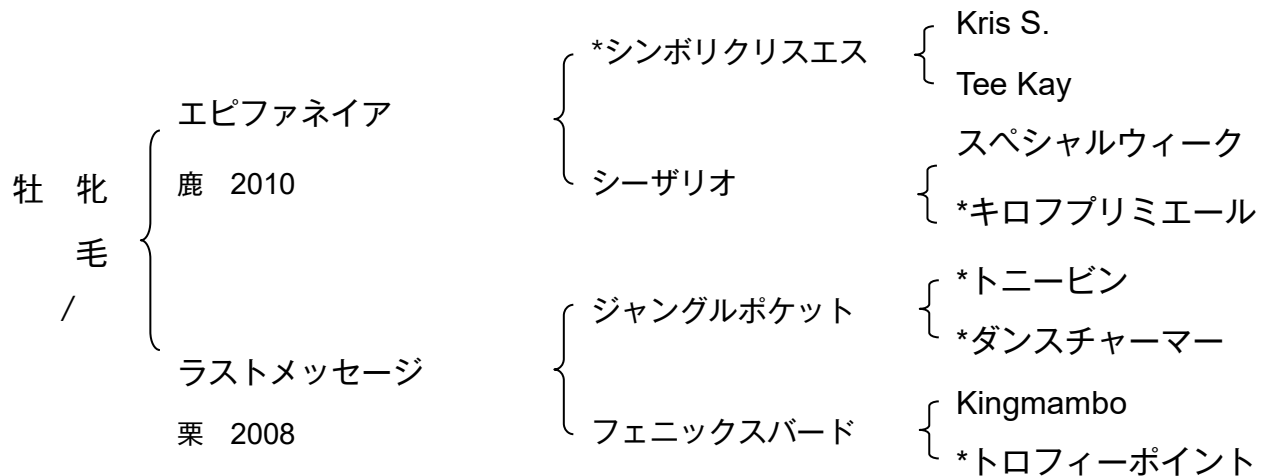 牡 牝
毛
/
エピファネイア
鹿 2010
ラストメッセージ
栗 2008
*シンボリクリスエス
シーザリオ
ジャングルポケット
フェニックスバード
Kris S.
Tee Kay
スペシャルウィーク
*キロフプリミエール
*トニービン
*ダンスチャーマー
Kingmambo
*トロフィーポイント